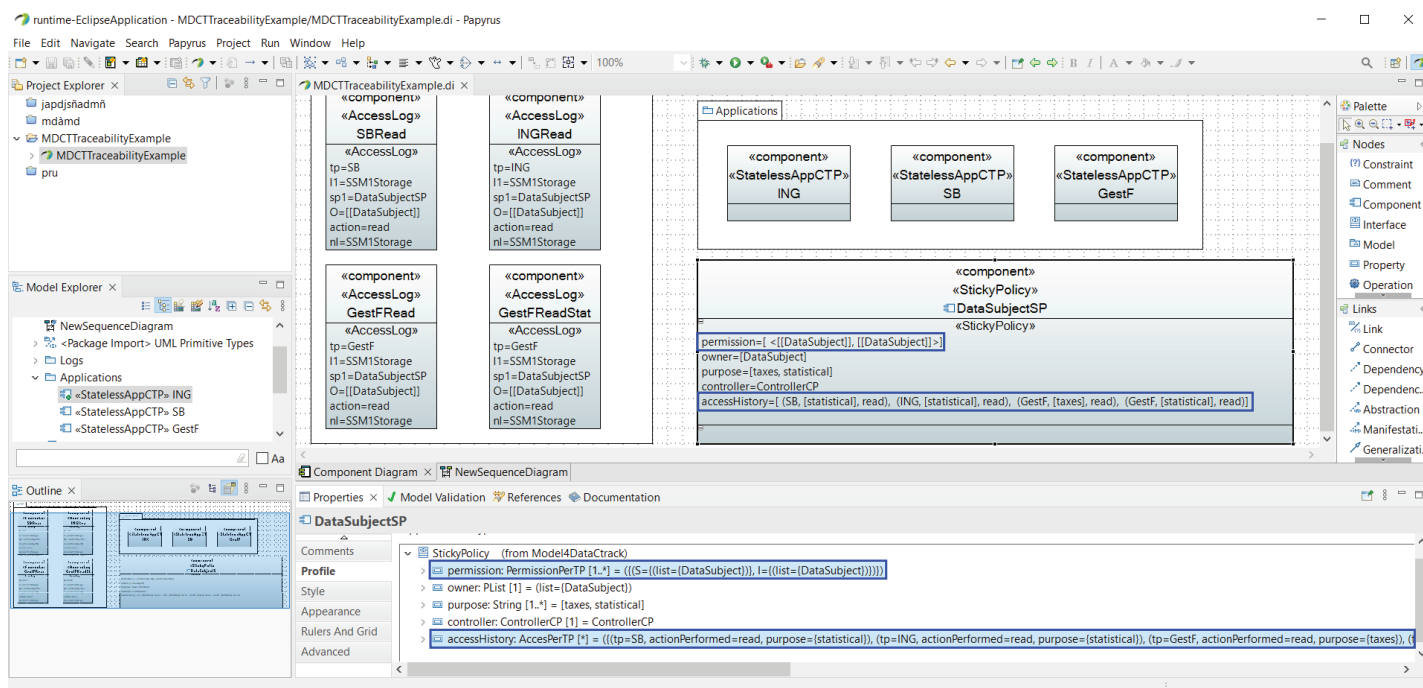 runtime-EclipseApplication - MDCTTraceabilityExample/MDCTTraceabilityExample.di - Papyrus
File Edit Navigate Search Papyrus Project Run Window Help
100%
B I A
Project Explorer
japdjsñadmñ
mdàmd
MDCTTraceabilityExample
MDCTTraceabilityExample
pru
Model Explorer
NewSequenceDiagram
<Package Import> UML Primitive Types
Logs
Applications
«StatelessAppCTP» ING
«StatelessAppCTP» SB
«StatelessAppCTP» GestF
Aa
Outline
MDCTTraceabilityExample.di
«component»
«AccessLog»
SBRead
«AccessLog»
tp=SB
l1=SSM1Storage
sp1=DataSubjectSP
O=[[DataSubject]]
action=read
nl=SSM1Storage
«component»
«AccessLog»
INGRead
«AccessLog»
tp=ING
l1=SSM1Storage
sp1=DataSubjectSP
O=[[DataSubject]]
action=read
nl=SSM1Storage
«component»
«AccessLog»
GestFRead
«AccessLog»
tp=GestF
l1=SSM1Storage
sp1=DataSubjectSP
O=[[DataSubject]]
action=read
nl=SSM1Storage
«component»
«AccessLog»
GestFReadStat
«AccessLog»
tp=GestF
l1=SSM1Storage
sp1=DataSubjectSP
O=[[DataSubject]]
action=read
nl=SSM1Storage
Applications
«component»
«StatelessAppCTP»
ING
«component»
«StatelessAppCTP»
SB
«component»
«StatelessAppCTP»
GestF
«component»
«StickyPolicy»
DataSubjectSP
«StickyPolicy»
permission=[ <[[DataSubject]], [[DataSubject]]>]
owner=[DataSubject]
purpose=[taxes, statistical]
controller=ControllerCP
accessHistory=[ (SB, [statistical], read), (ING, [statistical], read), (GestF, [taxes], read), (GestF, [statistical], read)]
Palette
Nodes
Constraint
Comment
Component
Interface
Model
Property
Operation
Links
Link
Connector
Dependency
Dependenc..
Abstraction
Manifestati..
Generalizati.
Component Diagram
NewSequenceDiagram
Properties
Model Validation
References
Documentation
DataSubjectSP
Comments
Profile
Style
Appearance
Rulers And Grid
Advanced
StickyPolicy (from Model4DataCtrack)
permission: PermissionPerTP [1..*] = (((S={(list={DataSubject})}, I={(list={DataSubject})})))
owner: PList [1] = (list={DataSubject})
purpose: String [1..*] = [taxes, statistical]
controller: ControllerCP [1] = ControllerCP
accessHistory: AccesPerTP [*] = (((tp=SB, actionPerformed=read, purpose={statistical}), (tp=ING, actionPerformed=read, purpose={statistical}), (tp=GestF, actionPerformed=read, purpose={taxes}), (t